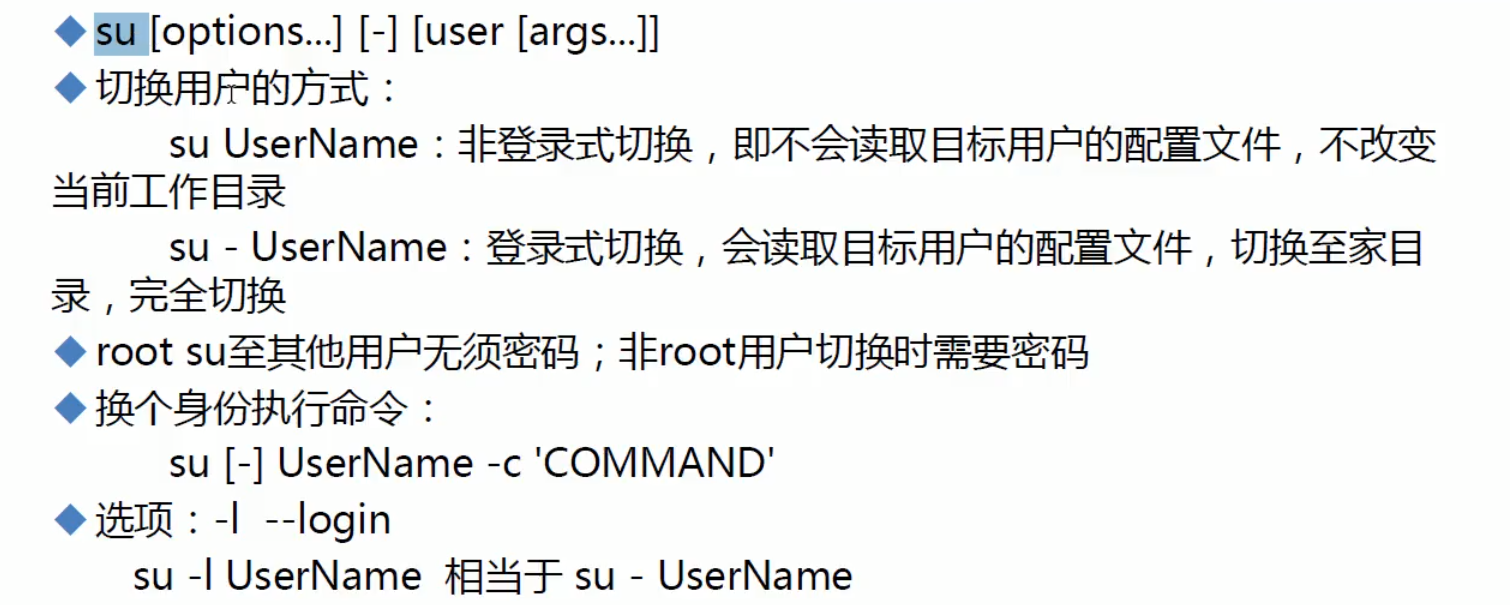 ◆su [options...] [-] [user [args...]]
◆切换用户的方式：
su UserName：非登录式切换，即不会读取目标用户的配置文件，不改变
当前工作目录
su - UserName：登录式切换，会读取目标用户的配置文件，切换至家目
录，完全切换
◆root su至其他用户无须密码；非root用户切换时需要密码
◆换个身份执行命令：
su [-] UserName -c 'COMMAND'
◆选项：-l --login
su -l UserName 相当于 su - UserName